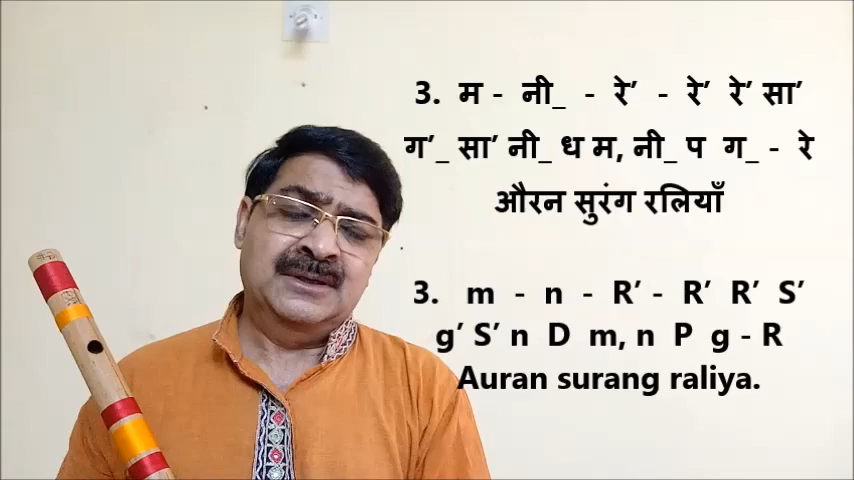 3. म - नी_ - रे’ - रे’ रे’ सा’
ग’_ सा’ नी_ ध म, नी_ प ग_ - रे
औरन सुरंग रलियाँ
3. m - n - R’ - R’ R’ S’
g’ S’ n D m, n P g - R
Auran surang raliya.